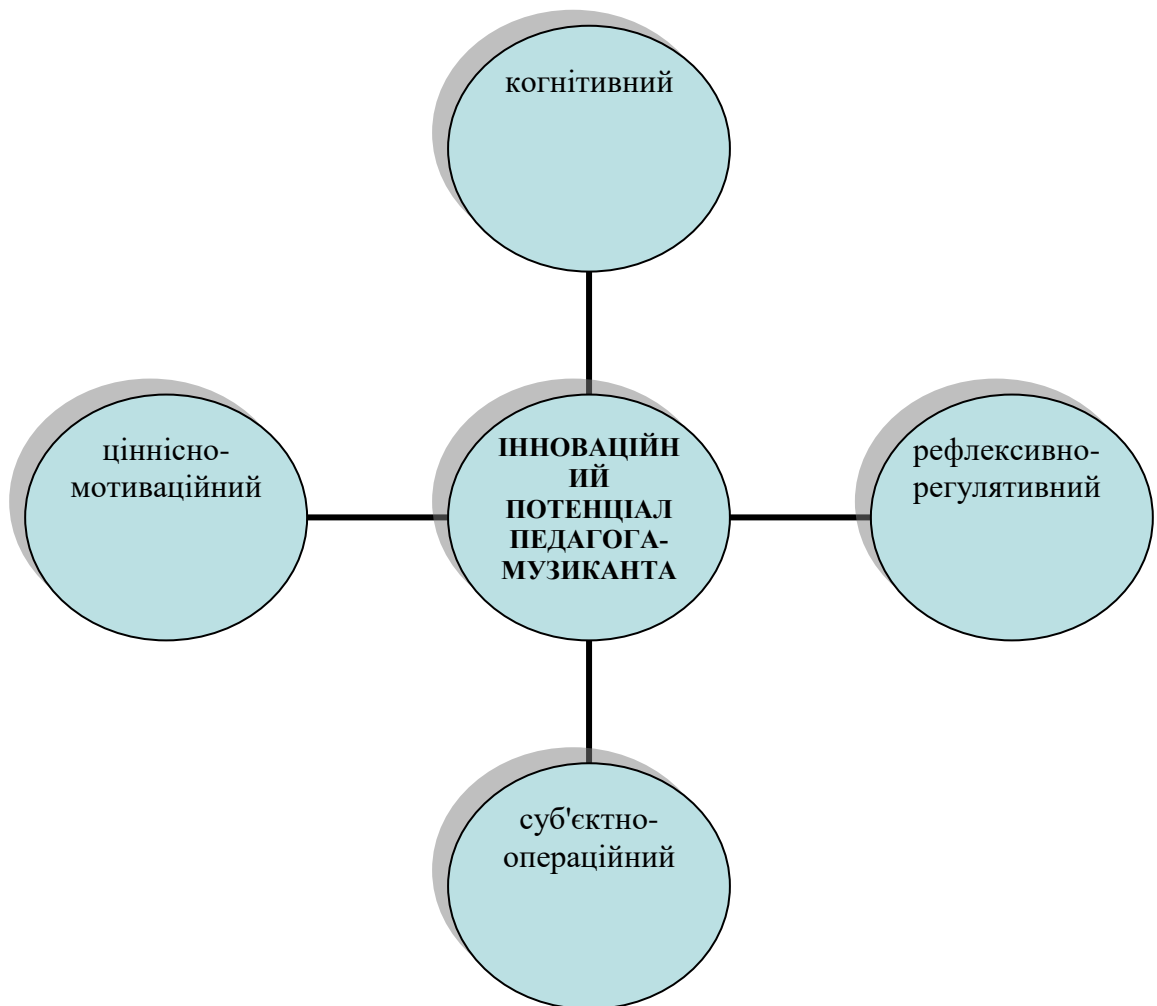 когнітивний
ціннісно-
мотиваційний
ІННОВАЦІЙН
ИЙ
ПОТЕНЦІАЛ
ПЕДАГОГА-
МУЗИКАНТА
рефлексивно-
регулятивний
суб'єктно-
операційний